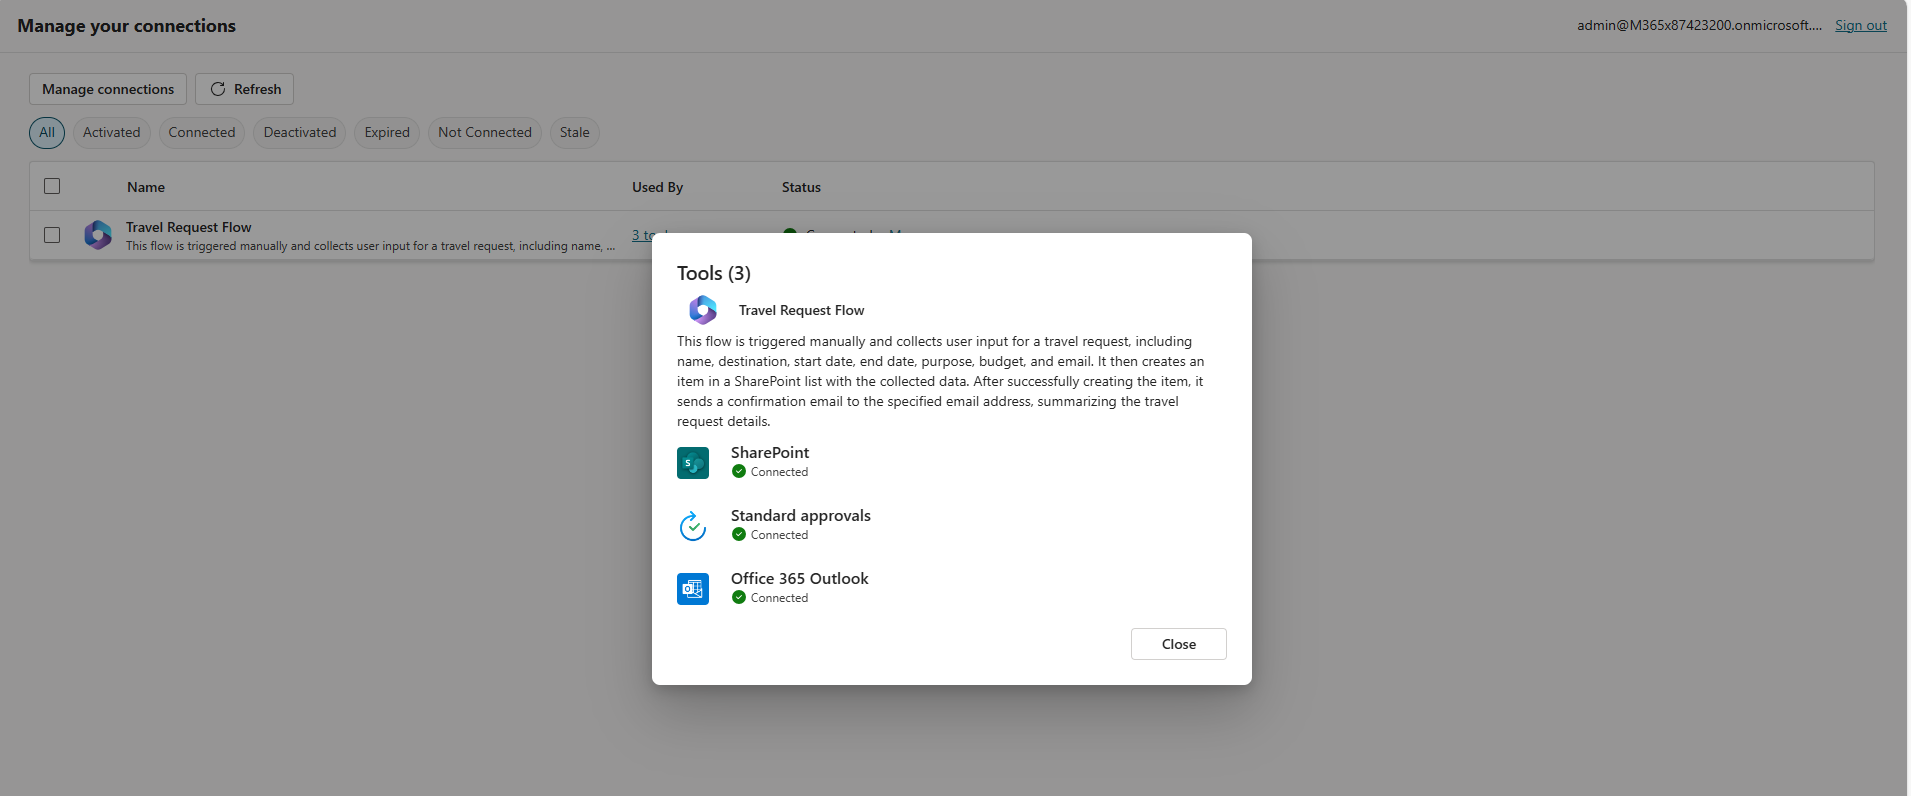 Manage your connections
admin@M365x87423200.onmicrosoft.... Sign out
Manage connections Refresh
All Activated Connected Deactivated Expired Not Connected Stale
Name Used By Status
Travel Request Flow
This flow is triggered manually and collects user input for a travel request, including name, ...
3
Tools (3)
Travel Request Flow
This flow is triggered manually and collects user input for a travel request, including
name, destination, start date, end date, purpose, budget, and email. It then creates an
item in a SharePoint list with the collected data. After successfully creating the item, it
sends a confirmation email to the specified email address, summarizing the travel
request details.
SharePoint
Connected
Standard approvals
Connected
Office 365 Outlook
Connected
Close